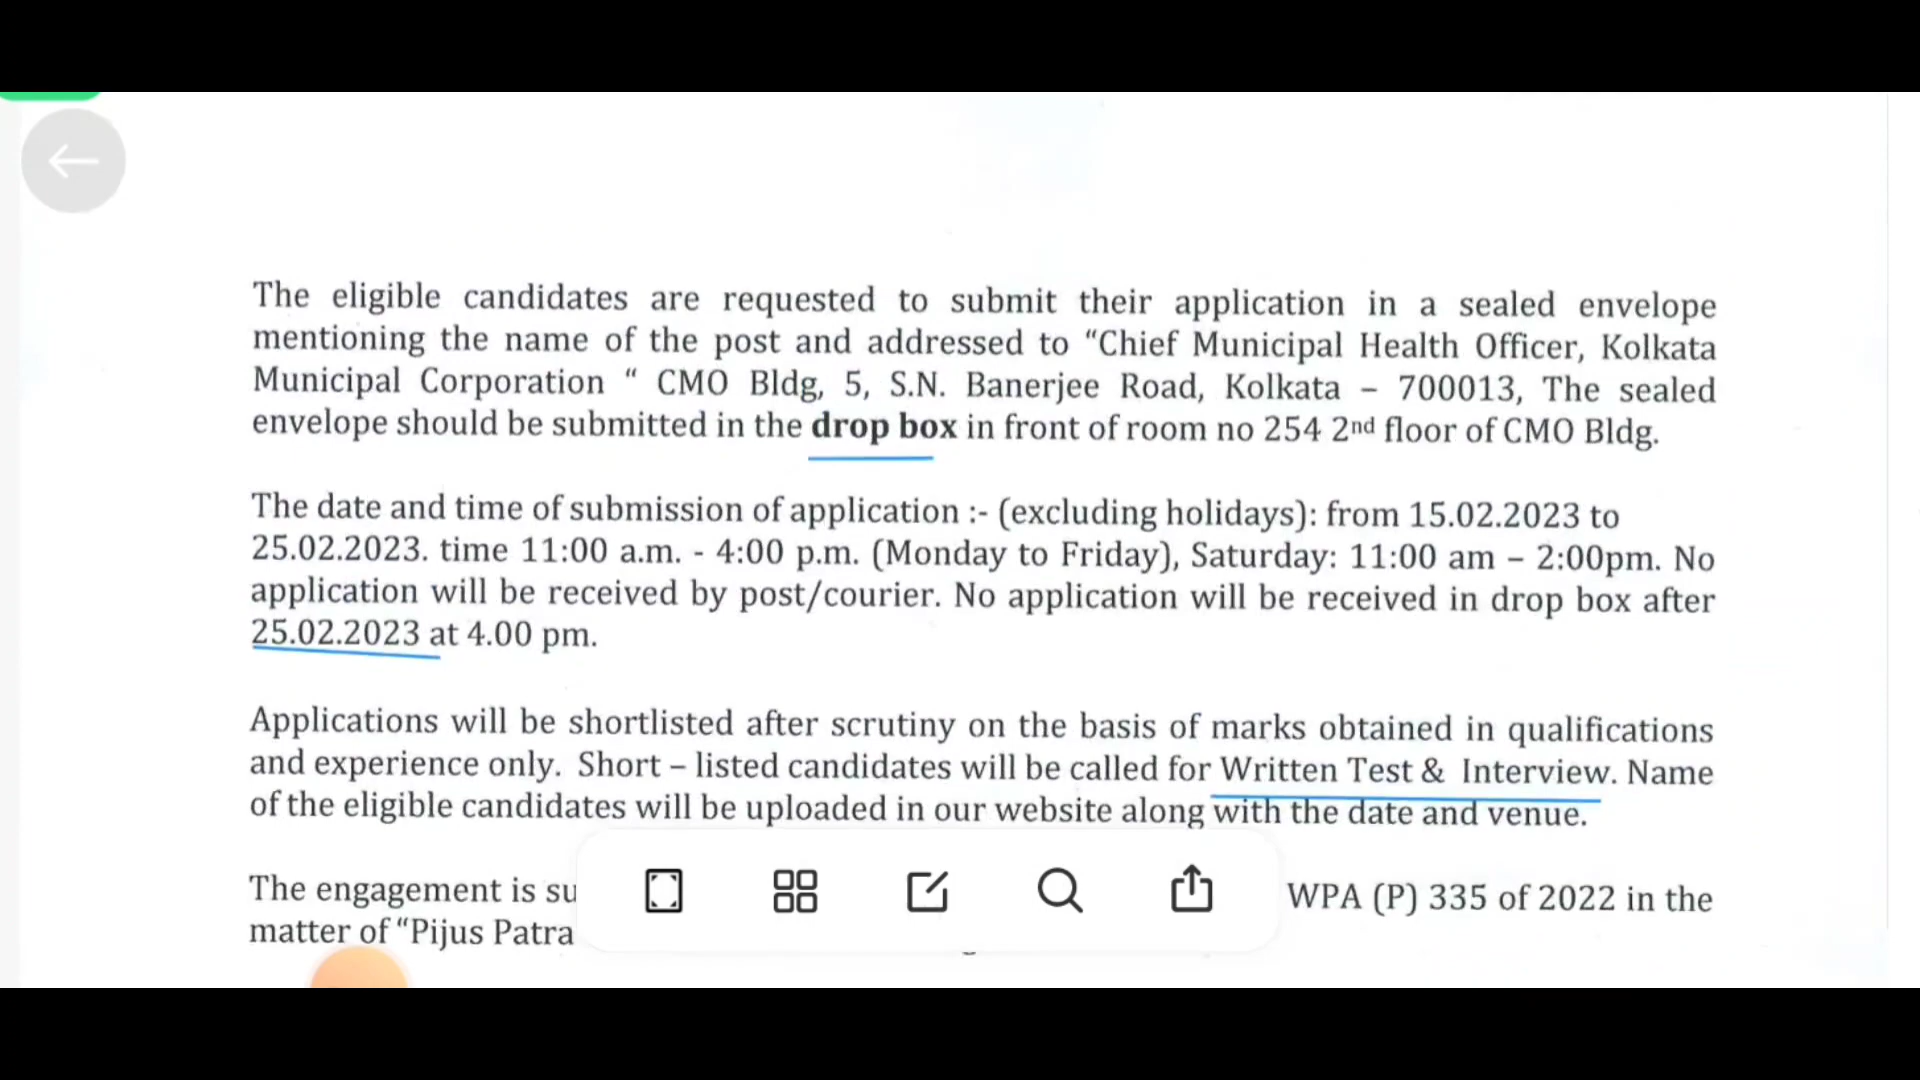 The eligible candidates are requested to submit their application in a sealed envelope
mentioning the name of the post and addressed to “Chief Municipal Health Officer, Kolkata
Municipal Corporation “ CMO Bldg, 5, S.N. Banerjee Road, Kolkata – 700013, The sealed
envelope should be submitted in the drop box in front of room no 254 2nd floor of CMO Bldg.
The date and time of submission of application :- (excluding holidays): from 15.02.2023 to
25.02.2023. time 11:00 a.m. - 4:00 p.m. (Monday to Friday), Saturday: 11:00 am – 2:00pm. No
application will be received by post/courier. No application will be received in drop box after
25.02.2023 at 4.00 pm.
Applications will be shortlisted after scrutiny on the basis of marks obtained in qualifications
and experience only. Short – listed candidates will be called for Written Test & Interview. Name
of the eligible candidates will be uploaded in our website along with the date and venue.
The engagement is su WPA (P) 335 of 2022 in the
matter of “Pijus Patra